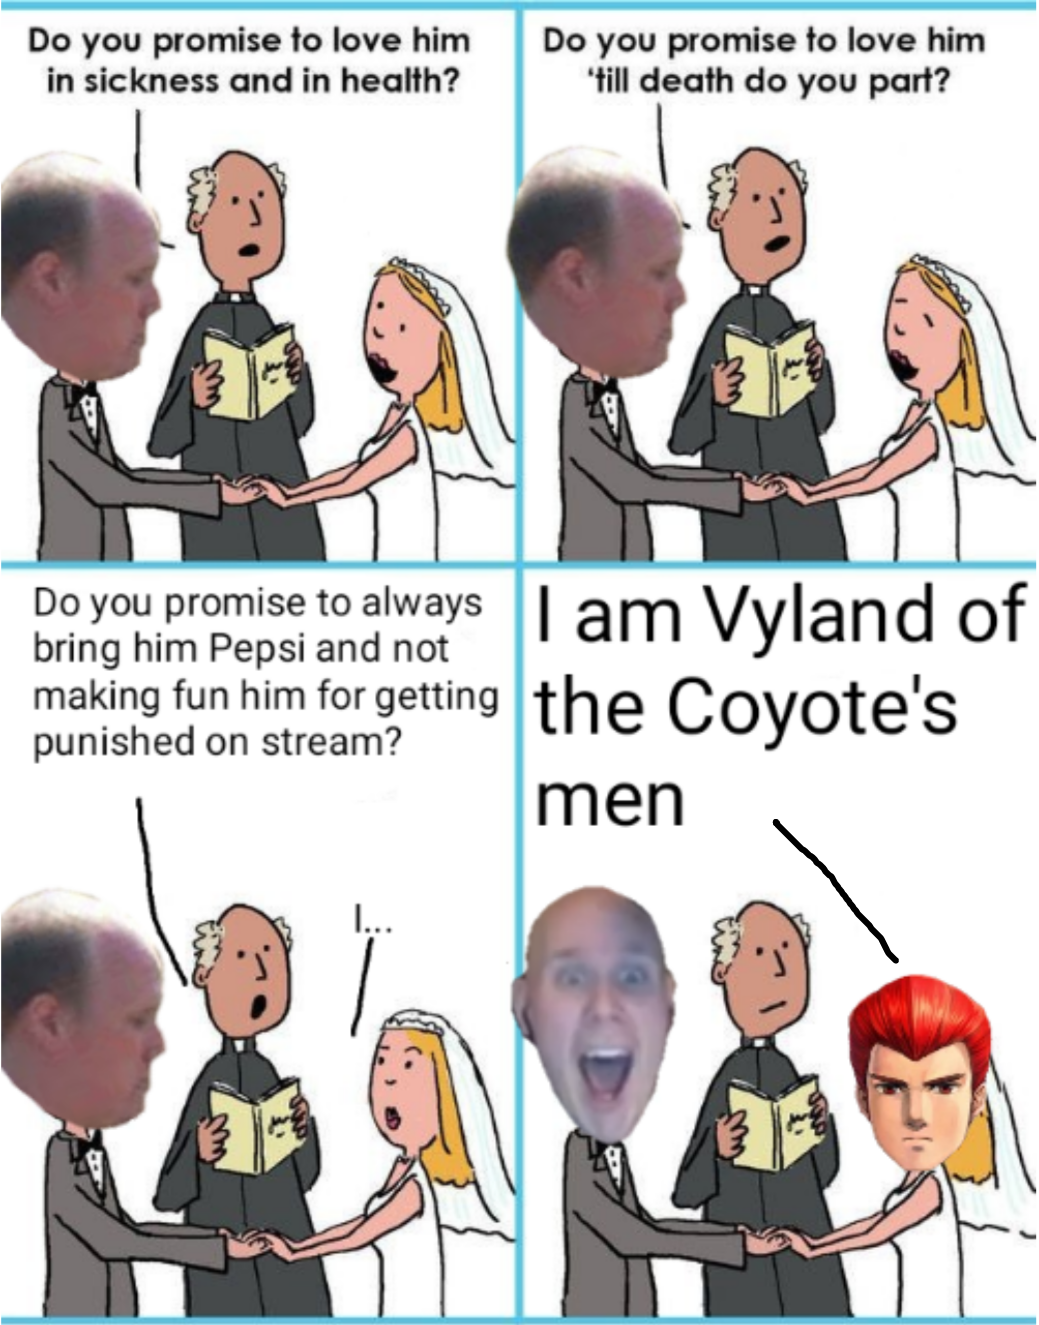 Do you promise to love him
in sickness and in health?
Do you promise to love him
‘till death do you part?
Do you promise to always
bring him Pepsi and not
making fun him for getting
punished on stream?
I...
I am Vyland of
the Coyote's
men